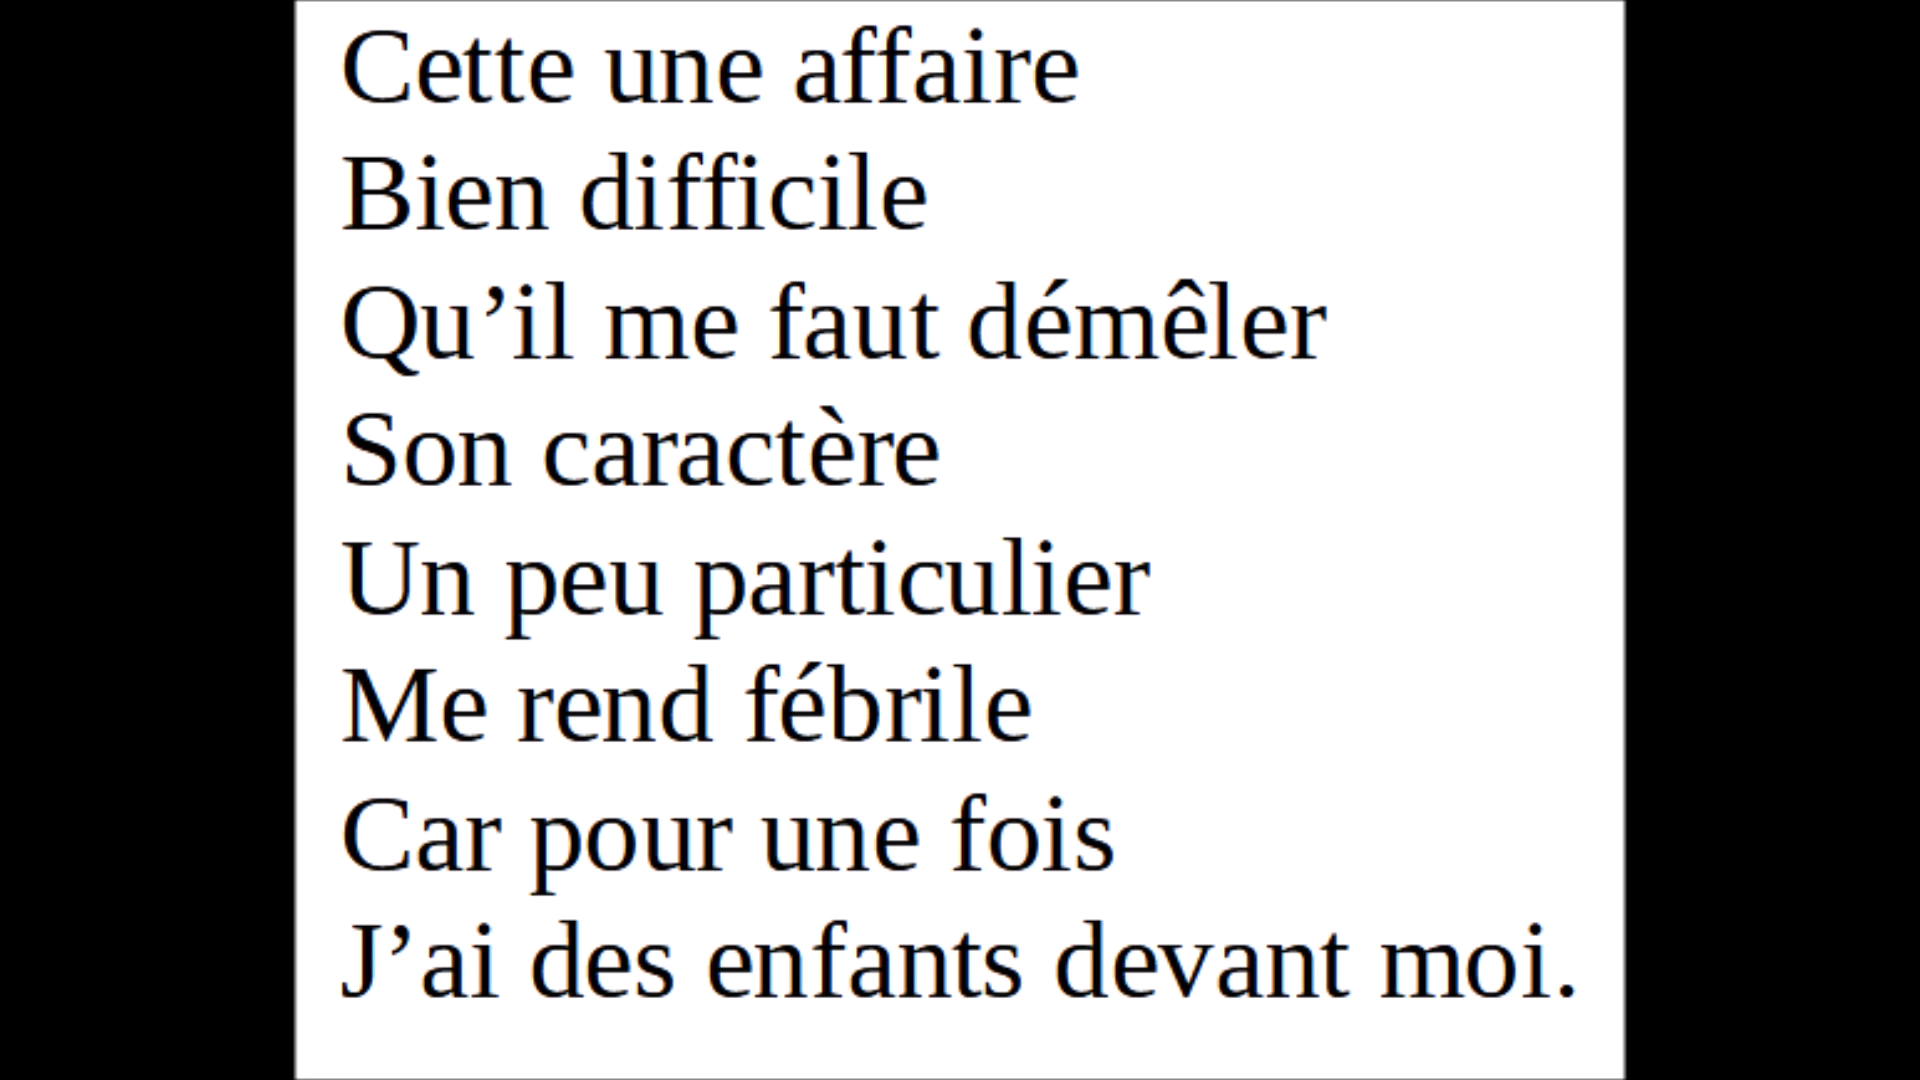 Cette une affaire
Bien difficile
Qu’il me faut démêler
Son caractère
Un peu particulier
Me rend fébrile
Car pour une fois
J’ai des enfants devant moi.